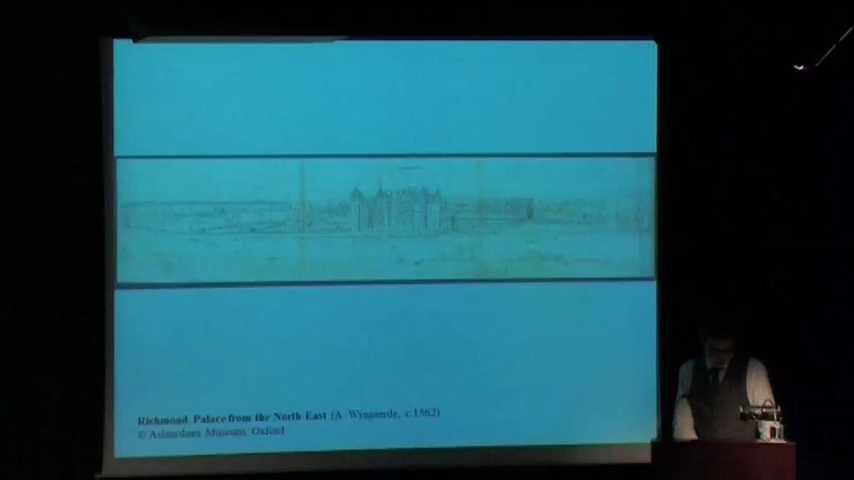 Richmond Palace from the North-East (A. Wyngaerde, c.1562)
© Ashmolean Museum, Oxford